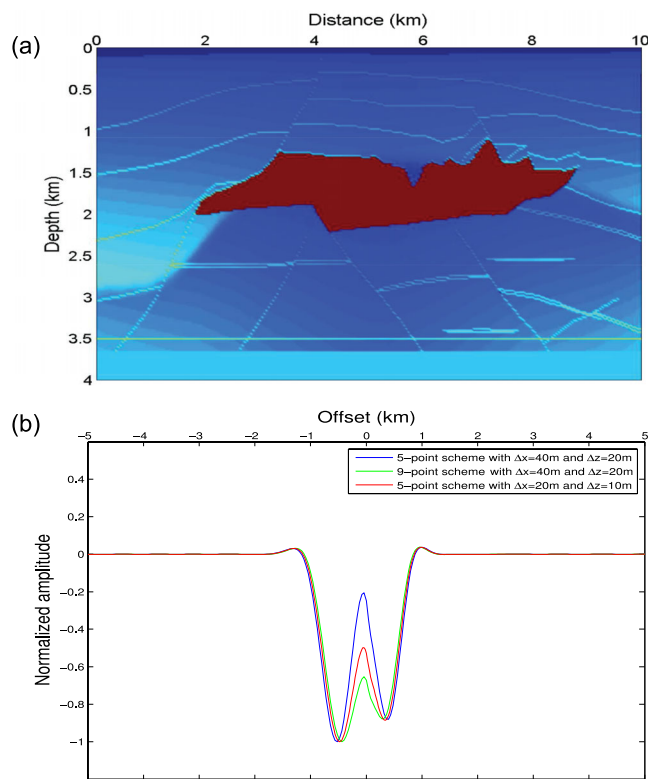 (a)
Distance (km)
0 2 4 6 8 10
Depth (km)
0
0.5
1
1.5
2
2.5
3
3.5
4
(b)
Offset (km)
−5 −4 −3 −2 −1 0 1 2 3 4 5
Normalized amplitude
0.4
0.2
0
−0.2
−0.4
−0.6
−0.8
−1
5−point scheme with Δx=40m and Δz=20m
9−point scheme with Δx=40m and Δz=20m
5−point scheme with Δx=20m and Δz=10m